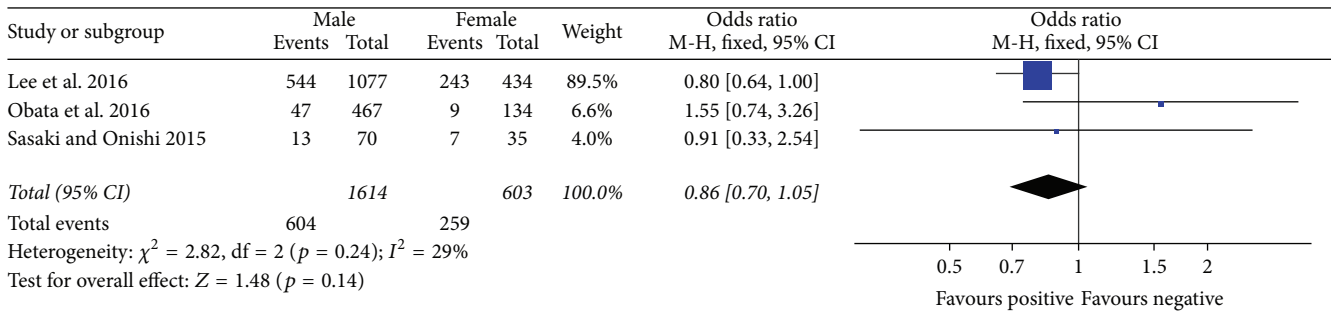 Study or subgroup Male Female Weight Odds ratio Odds ratio
Events Total Events Total M-H, fixed, 95% CI M-H, fixed, 95% CI
Lee et al. 2016 544 1077 243 434 89.5% 0.80 [0.64, 1.00]
Obata et al. 2016 47 467 9 134 6.6% 1.55 [0.74, 3.26]
Sasaki and Onishi 2015 13 70 7 35 4.0% 0.91 [0.33, 2.54]
Total (95% CI) 1614 603 100.0% 0.86 [0.70, 1.05]
Total events 604 259
Heterogeneity: χ² = 2.82, df = 2 (p = 0.24); I² = 29%
Test for overall effect: Z = 1.48 (p = 0.14)
0.5 0.7 1 1.5 2
Favours positive Favours negative